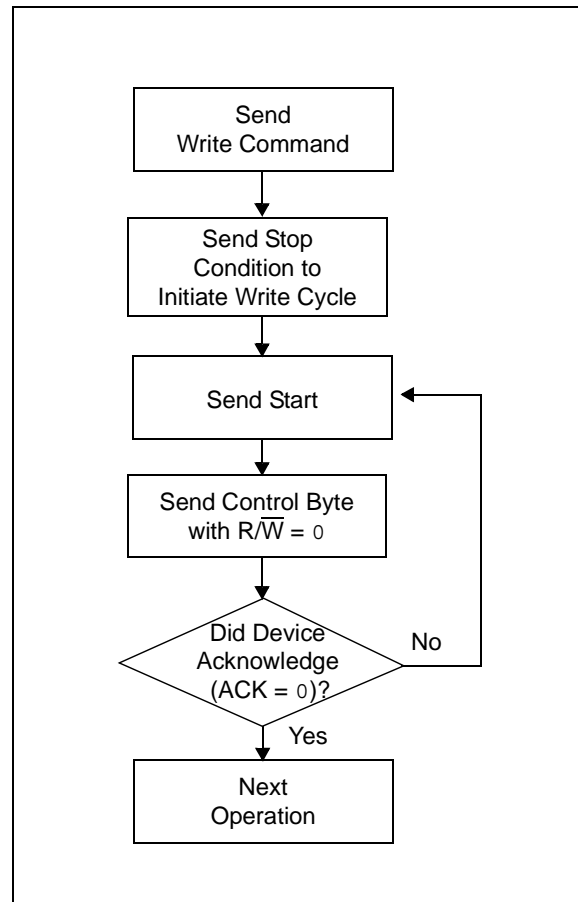 Send
Write Command
Send Stop
Condition to
Initiate Write Cycle
Send Start
Send Control Byte
with R/W̅ = 0
Did Device
Acknowledge
(ACK = 0)?
No
Yes
Next
Operation